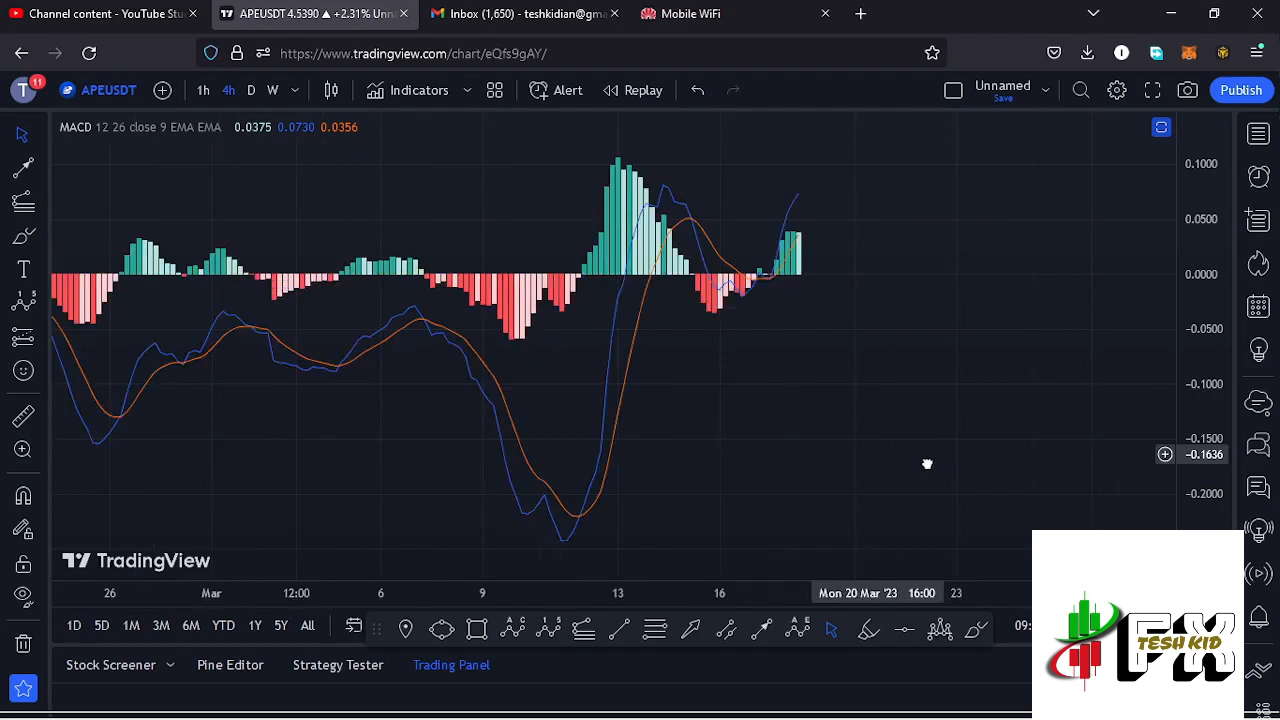 Channel content - YouTube Stu
APEUSDT 4.5390 ▲ +2.31% Unn
Inbox (1,650) - teshkidian@gma
Mobile WiFi
https://www.tradingview.com/chart/eQfs9gAY/
T 11
APEUSDT
1h 4h D W
Indicators
Alert
Replay
Unnamed
Save
Publish
MACD 12 26 close 9 EMA EMA 0.0375 0.0730 0.0356
0.1000
0.0500
0.0000
−0.0500
−0.1000
−0.1500
−0.1636
−0.2000
TradingView
26 Mar 12:00 6 9 13 16 Mon 20 Mar '23 16:00 23
1D 5D 1M 3M 6M YTD 1Y 5Y All
09:
Stock Screener Pine Editor Strategy Tester Trading Panel
FX
TESH KID